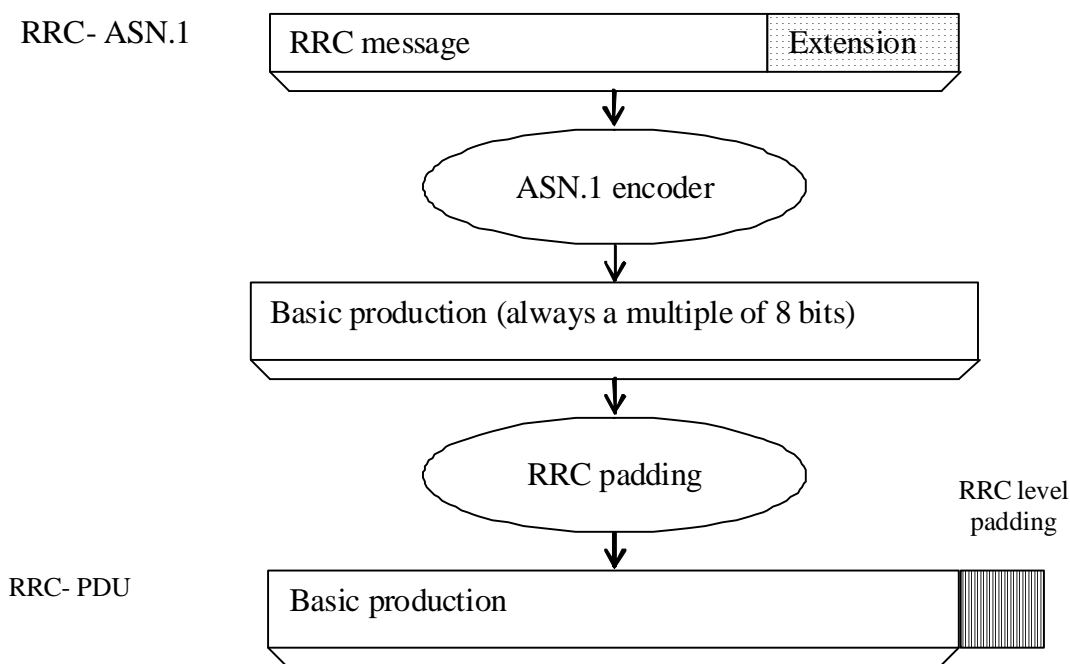 RRC- ASN.1
RRC message
Extension
ASN.1 encoder
Basic production (always a multiple of 8 bits)
RRC padding
RRC level
padding
RRC- PDU
Basic production